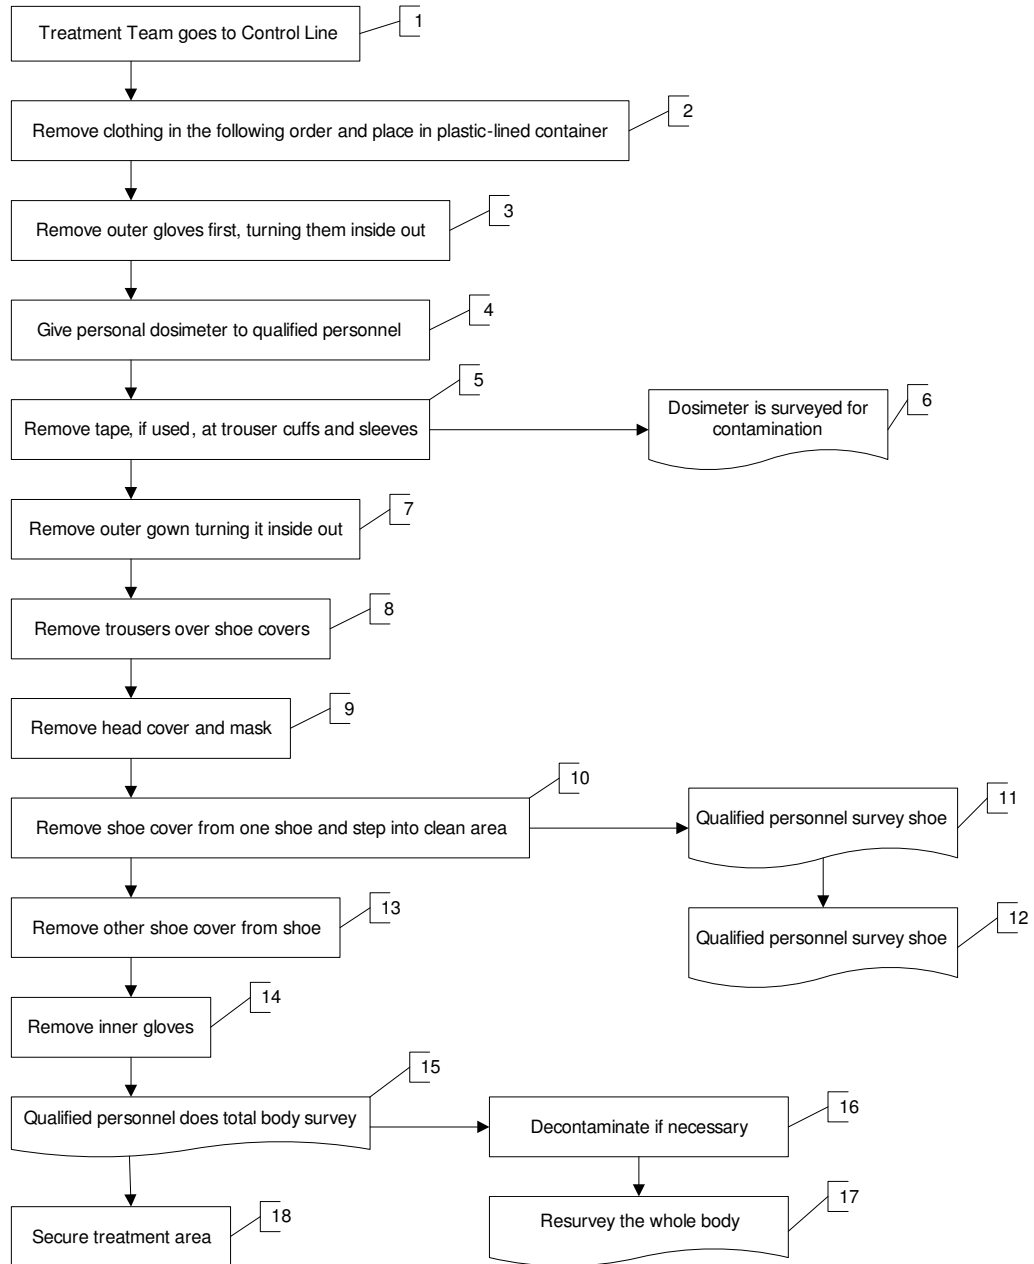 Treatment Team goes to Control Line
1
Remove clothing in the following order and place in plastic-lined container
2
Remove outer gloves first, turning them inside out
3
Give personal dosimeter to qualified personnel
4
Remove tape, if used, at trouser cuffs and sleeves
5
Dosimeter is surveyed for
contamination
6
Remove outer gown turning it inside out
7
Remove trousers over shoe covers
8
Remove head cover and mask
9
Remove shoe cover from one shoe and step into clean area
10
Qualified personnel survey shoe
11
Qualified personnel survey shoe
12
Remove other shoe cover from shoe
13
Remove inner gloves
14
Qualified personnel does total body survey
15
Decontaminate if necessary
16
Resurvey the whole body
17
Secure treatment area
18